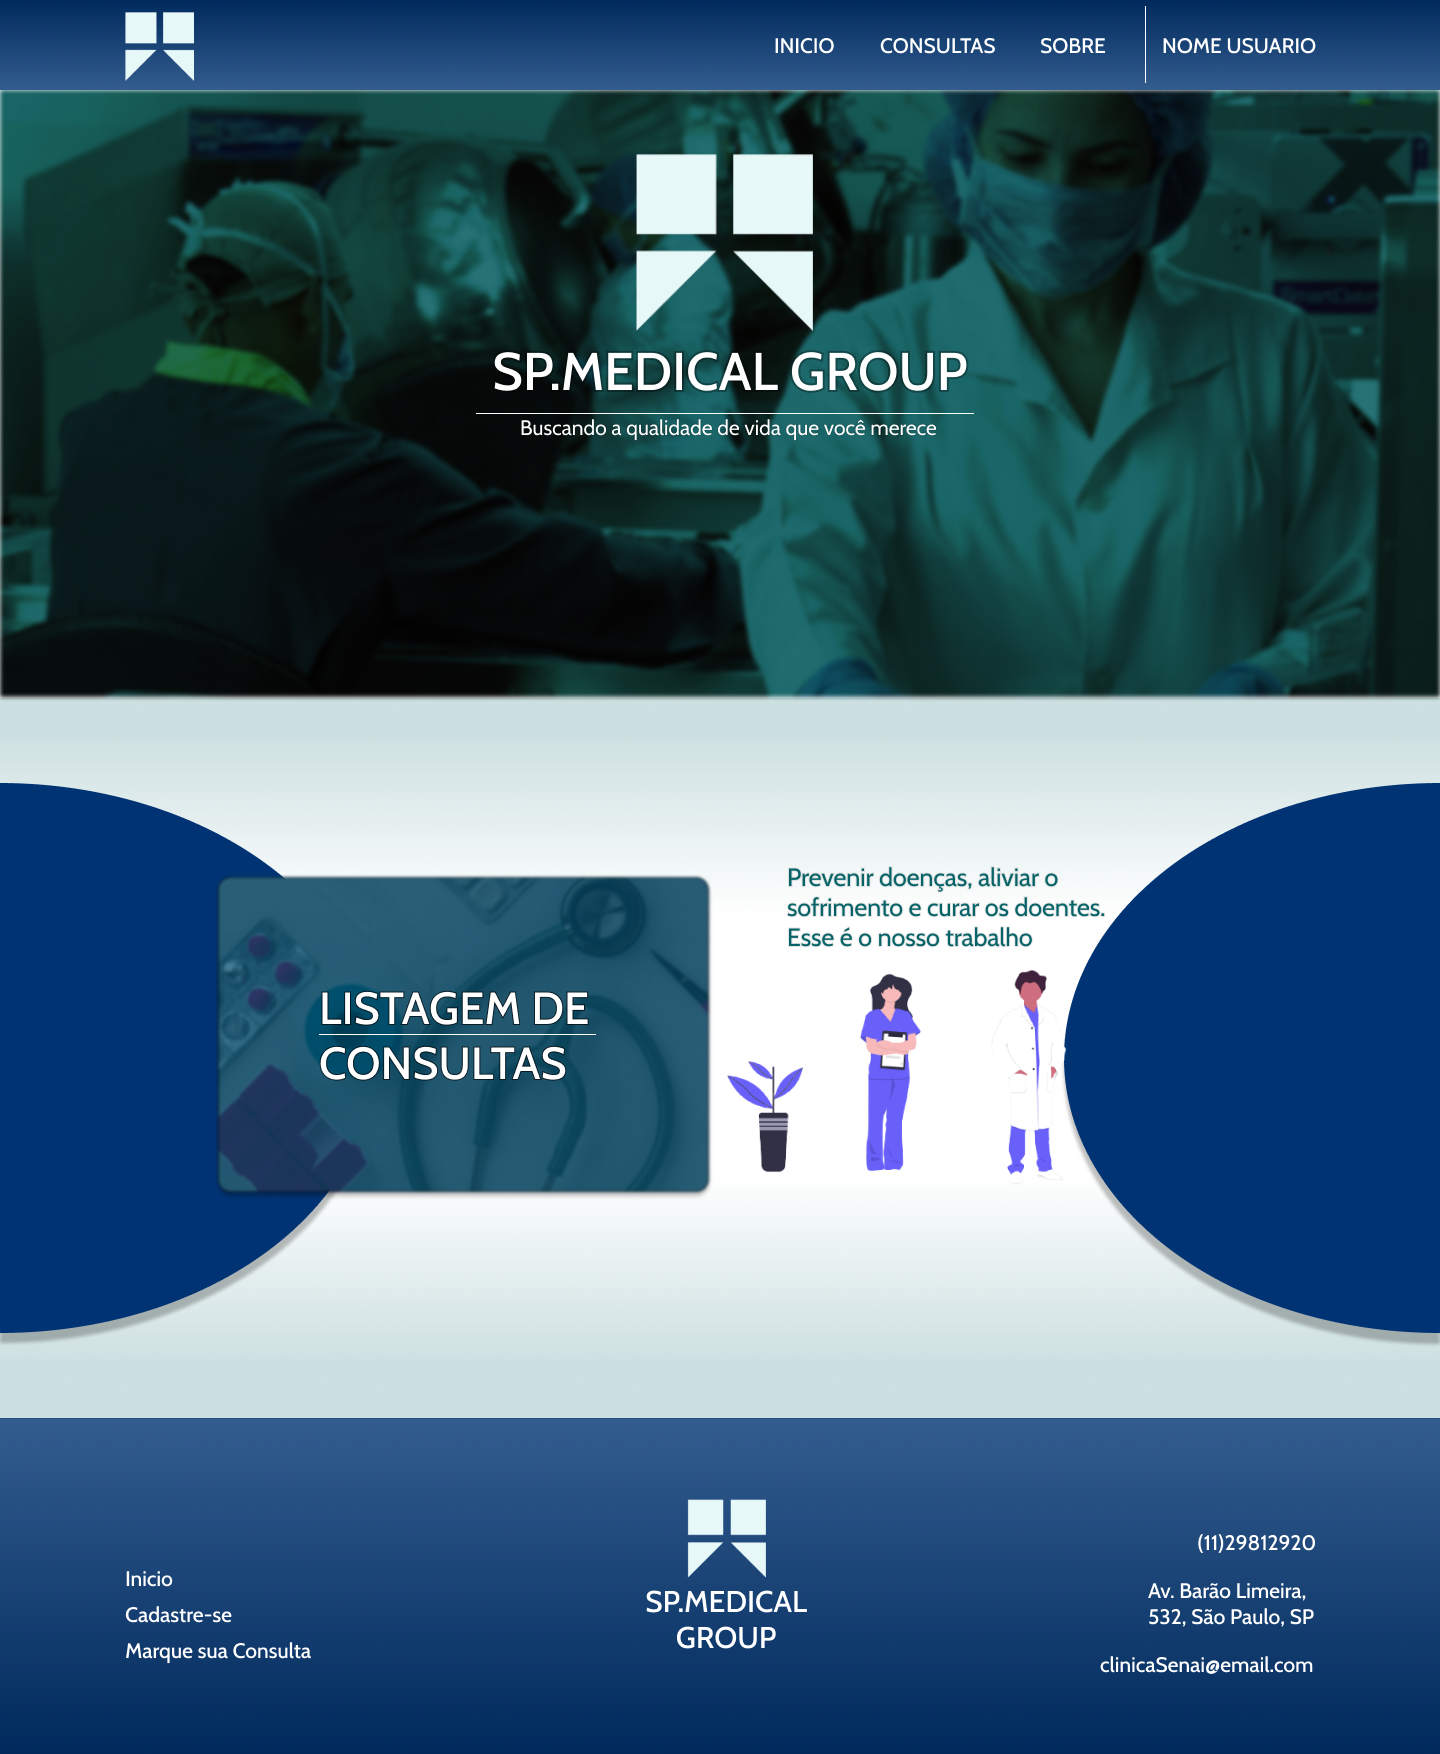 INICIO
CONSULTAS
SOBRE
NOME USUARIO
SmartData
SP.MEDICAL GROUP
Buscando a qualidade de vida que você merece
Prevenir doenças, aliviar o
sofrimento e curar os doentes.
Esse é o nosso trabalho
LISTAGEM DE
CONSULTAS
Inicio
Cadastre-se
Marque sua Consulta
SP.MEDICAL
GROUP
(11)29812920
Av. Barão Limeira,
532, São Paulo, SP
clinicaSenai@email.com